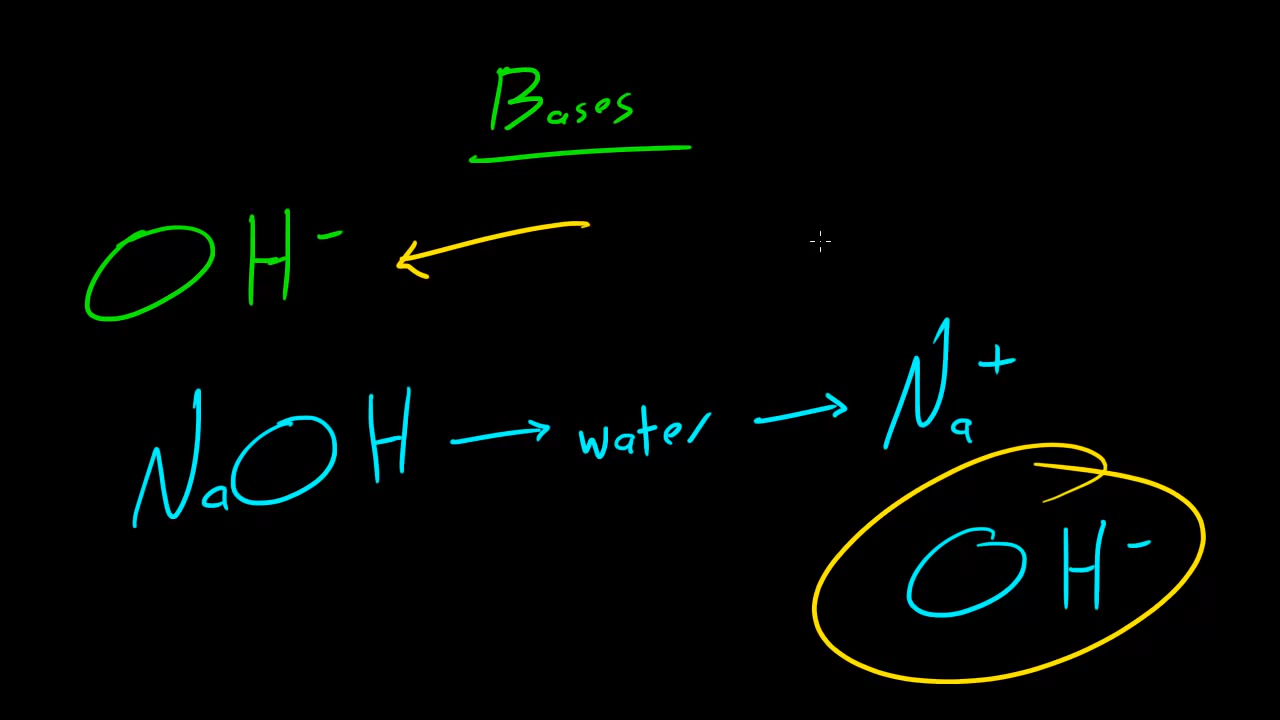 Bases
OH⁻
NaOH → water → Na⁺
OH⁻